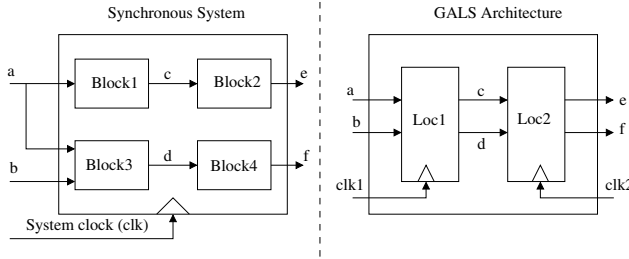 Synchronous System
GALS Architecture
a
Block1
c
Block2
e
b
Block3
d
Block4
f
System clock (clk)
a
b
Loc1
c
d
Loc2
e
f
clk1
clk2